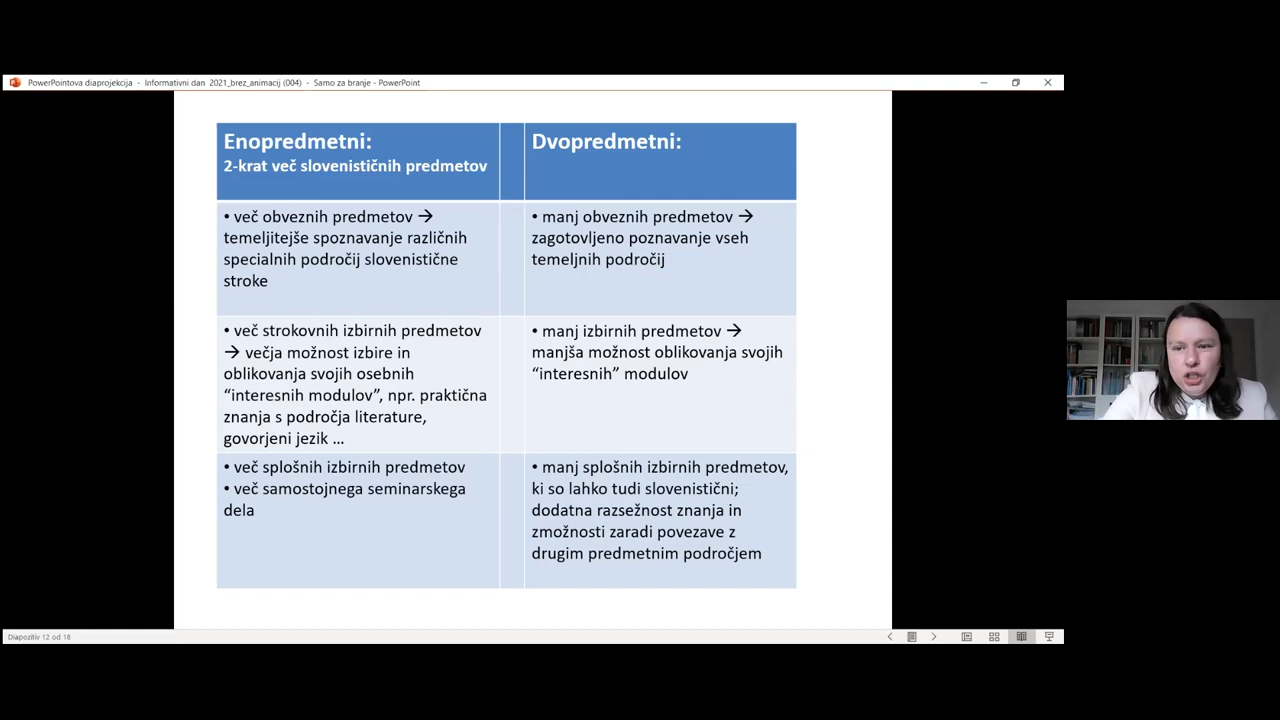 PowerPointova diaprojekcija - Informativni dan 2021_brez_animacij (004) - Samo za branje - PowerPoint
Enopredmetni:
2-krat več slovenističnih predmetov
Dvopredmetni:
• več obveznih predmetov →
temeljitejše spoznavanje različnih
specialnih področij slovenistične
stroke
• manj obveznih predmetov →
zagotovljeno poznavanje vseh
temeljnih področij
• več strokovnih izbirnih predmetov
→ večja možnost izbire in
oblikovanja svojih osebnih
“interesnih modulov”, npr. praktična
znanja s področja literature,
govorjeni jezik …
• manj izbirnih predmetov →
manjša možnost oblikovanja svojih
“interesnih” modulov
• več splošnih izbirnih predmetov
• več samostojnega seminarskega
dela
• manj splošnih izbirnih predmetov,
ki so lahko tudi slovenistični;
dodatna razsežnost znanja in
zmožnosti zaradi povezave z
drugim predmetnim področjem
Diapozitiv 12 od 18